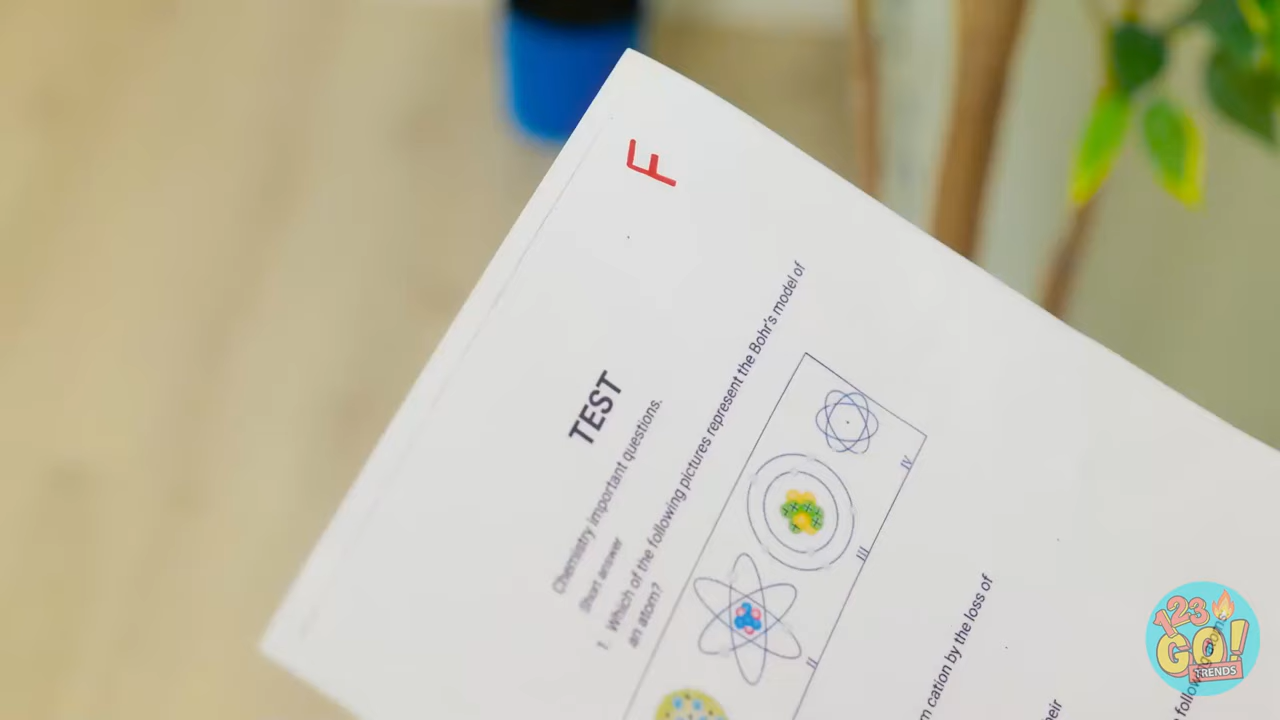 F
TEST
Chemistry important questions.
Short answer
1. Which of the following pictures represent the Bohr's model of
an atom?
II
III
IV
cation by the loss of
123
GO!
TRENDS